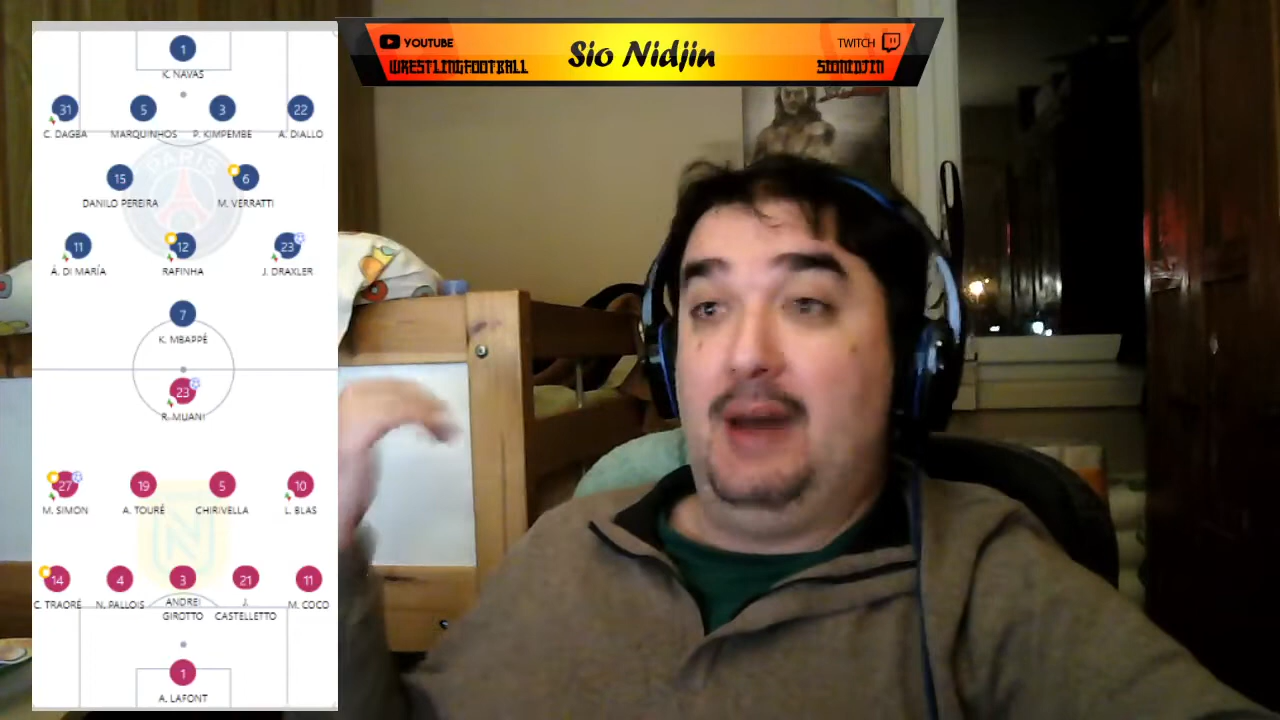 YOUTUBE
WRESTLINGFOOTBALL
Sio Nidjin
TWITCH
SIONIDJIN
1
K. NAVAS
31 5 3 22
C. DAGBA MARQUINHOS P. KIMPEMBE A. DIALLO
PARIS
15 6
DANILO PEREIRA M. VERRATTI
11 12 23
Á. DI MARÍA RAFINHA J. DRAXLER
7
K. MBAPPÉ
23
R. MUANI
27 19 5 10
M. SIMON A. TOURÉ CHIRIVELLA L. BLAS
N
14 4 3 21 11
C. TRAORÉ N. PALLOIS ANDREI GIROTTO J. CASTELLETTO M. COCO
1
A. LAFONT